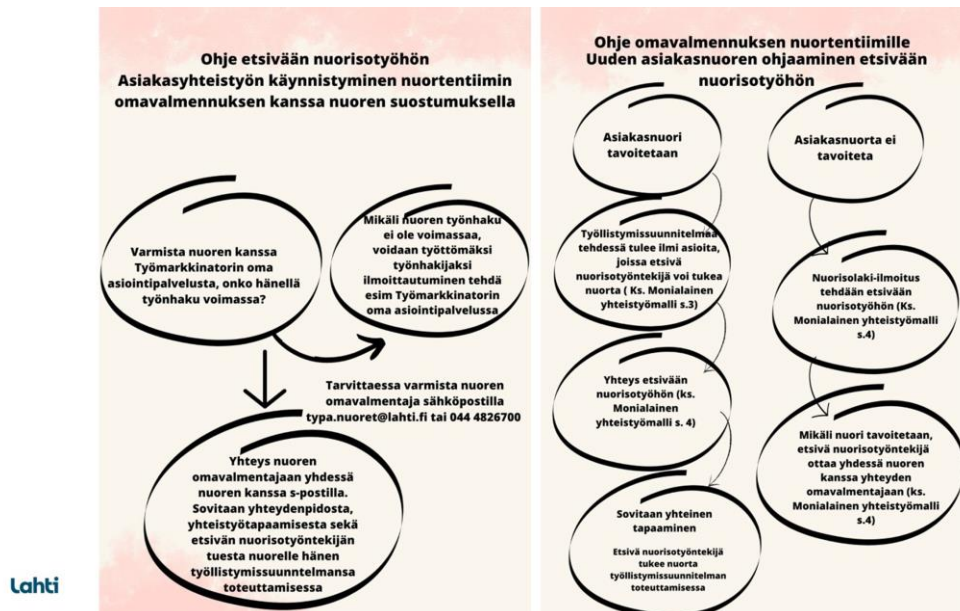 Ohje etsivään nuorisotyöhön
Asiakasyhteistyön käynnistyminen nuortentiimin
omavalmennuksen kanssa nuoren suostumuksella
Varmista nuoren kanssa
Työmarkkinatorin oma
asiointipalvelusta, onko hänellä
työnhaku voimassa?
Mikäli nuoren työnhaku
ei ole voimassaa,
voidaan työttömäksi
työnhakijaksi
ilmoittautuminen tehdä
esim Työmarkkinatorin
oma asiointipalvelussa
Tarvittaessa varmista nuoren
omavalmentaja sähköpostilla
typa.nuoret@lahti.fi tai 044 4826700
Yhteys nuoren
omavalmentajaan yhdessä
nuoren kanssa s-postilla.
Sovitaan yhteydenpidosta,
yhteistyötapaamisesta sekä
etsivän nuorisotyöntekijän
tuesta nuorelle hänen
työllistymissuunntelmansa
toteuttamisessa
Lahti
Ohje omavalmennuksen nuortentiimille
Uuden asiakasnuoren ohjaaminen etsivään
nuorisotyöhön
Asiakasnuori
tavoitetaan
Työllistymissuunnitelmaa
tehdessä tulee ilmi asioita,
joissa etsivä
nuorisotyöntekijä voi tukea
nuorta ( Ks. Monialainen
yhteistyömalli s.3)
Yhteys etsivään
nuorisotyöhön (ks.
Monialainen
yhteistyömalli s. 4)
Sovitaan yhteinen
tapaaminen
Etsivä nuorisotyöntekijä
tukee nuorta
työllistymissuunnitelman
toteuttamisessa
Asiakasnuorta ei
tavoiteta
Nuorisolaki-ilmoitus
tehdään etsivään
nuorisotyöhön (Ks.
Monialainen yhteistyömalli
s.4)
Mikäli nuori tavoitetaan,
etsivä nuorisotyöntekijä
ottaa yhdessä nuoren
kanssa yhteyden
omavalmentajaan (ks.
Monialainen yhteistyömalli
s.4)